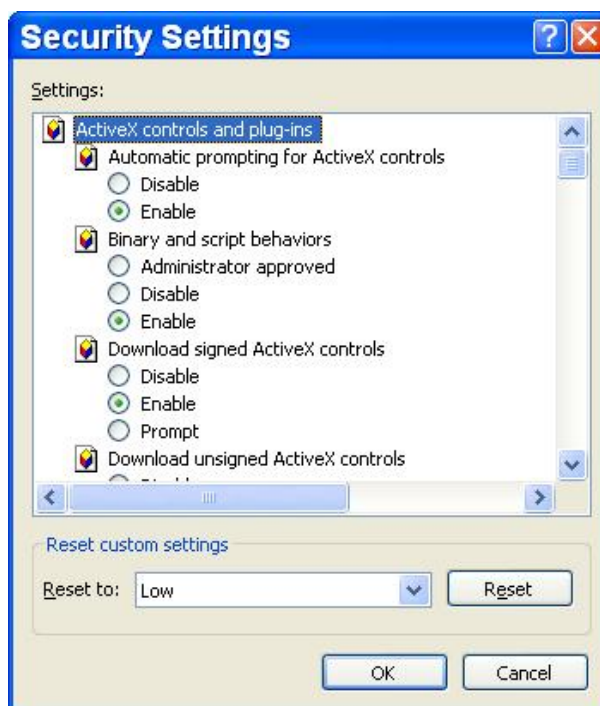 Security Settings
Settings:
ActiveX controls and plug-ins
Automatic prompting for ActiveX controls
Disable
Enable
Binary and script behaviors
Administrator approved
Disable
Enable
Download signed ActiveX controls
Disable
Enable
Prompt
Download unsigned ActiveX controls
Reset custom settings
Reset to: Low Reset
OK Cancel